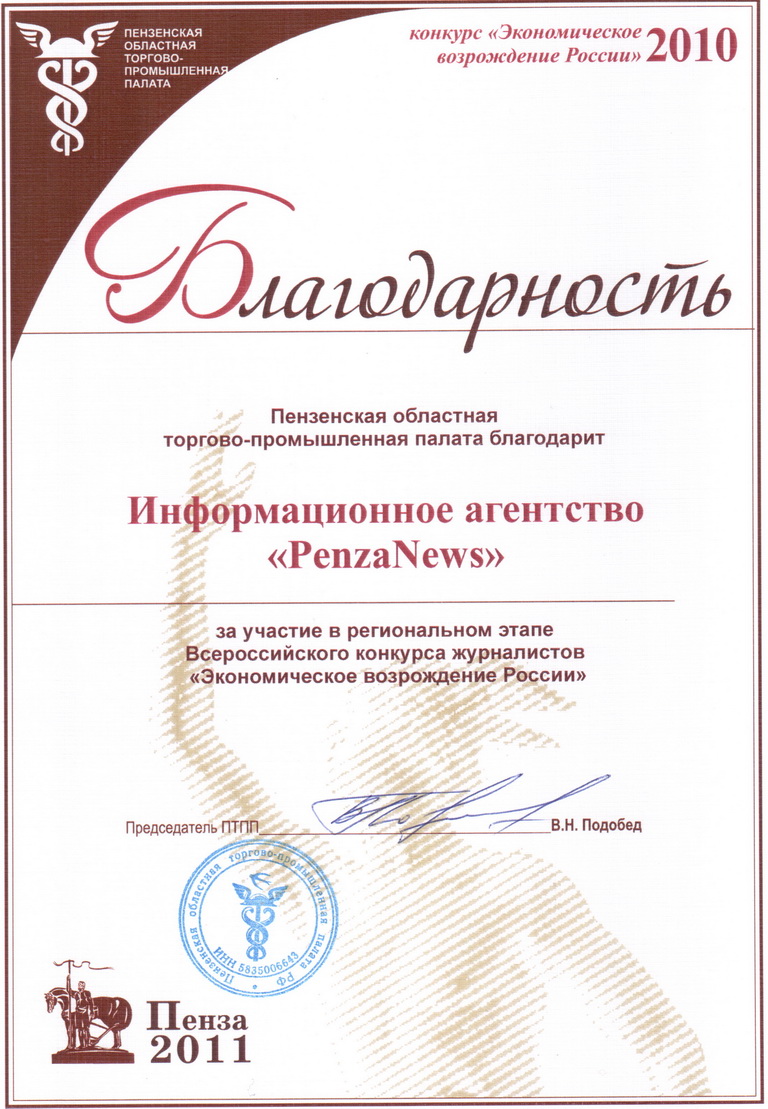 ПЕНЗЕНСКАЯ
ОБЛАСТНАЯ
ТОРГОВО-
ПРОМЫШЛЕННАЯ
ПАЛАТА
конкурс «Экономическое
возрождение России» 2010
Благодарность
Пензенская областная
торгово-промышленная палата благодарит
Информационное агентство
«PenzaNews»
за участие в региональном этапе
Всероссийского конкурса журналистов
«Экономическое возрождение России»
Председатель ПТПП
В.Н. Подобед
Пензенская областная торгово-промышленная палата РФ
ИНН 5835006643
Пенза
2011